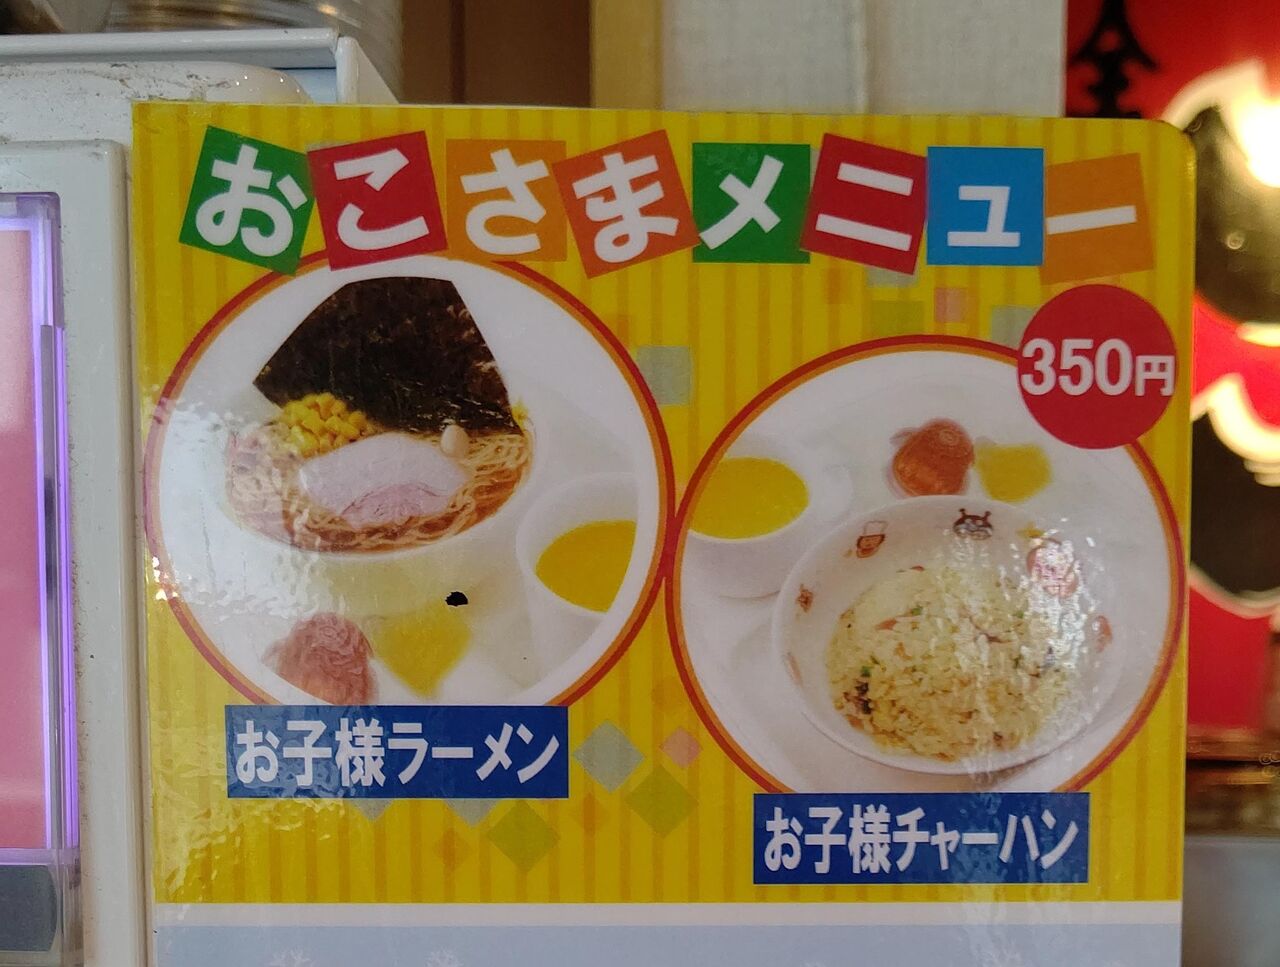 おこさまメニュー
350円
お子様ラーメン
お子様チャーハン